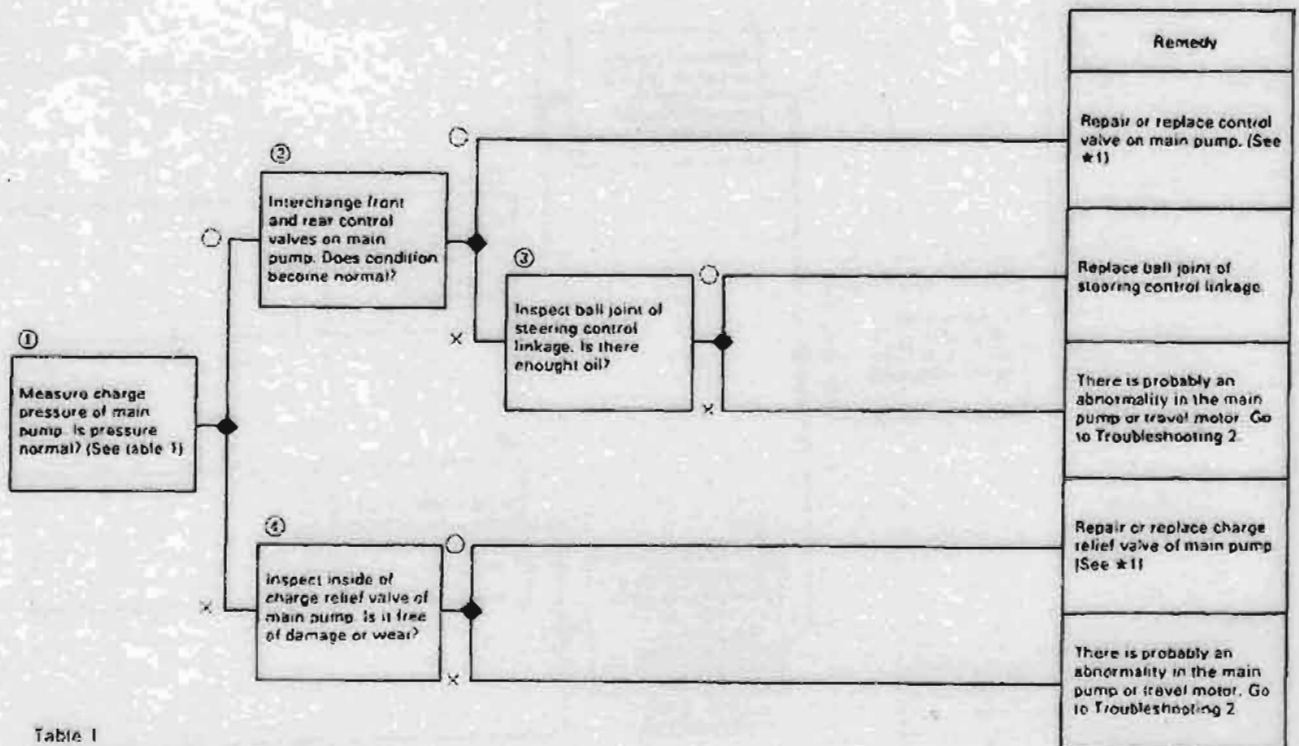 Remedy
②
Interchange front
and rear control
valves on main
pump. Does condition
become normal?
Repair or replace control
valve on main pump. (See
★1)
①
Measure charge
pressure of main
pump. Is pressure
normal? (See table 1)
③
Inspect ball joint of
steering control
linkage. Is there
enought oil?
Replace ball joint of
steering control linkage.
There is probably an
abnormality in the main
pump or travel motor. Go
to Troubleshooting 2
④
Inspect inside of
charge relief valve of
main pump. Is it free
of damage or wear?
Repair or replace charge
relief valve of main pump
(See ★1)
There is probably an
abnormality in the main
pump or travel motor. Go
to Troubleshooting 2
Table 1